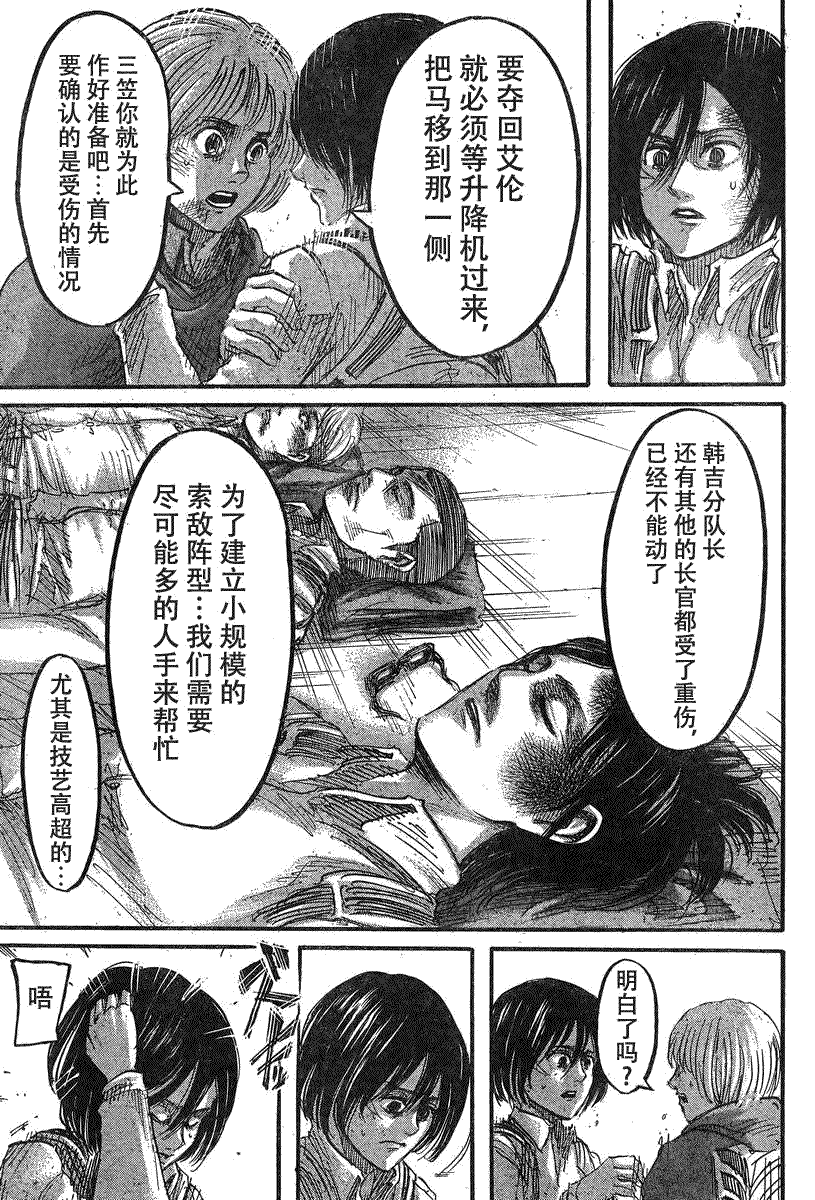 要夺回艾伦
就必须等升降机过来,
把马移到那一侧
三笠你就为此
作好准备吧…首先
要确认的是受伤的情况
韩吉分队长
还有其他的长官都受了重伤,
已经不能动了
为了建立小规模的
索敌阵型…我们需要
尽可能多的人手来帮忙
尤其是技艺高超的…
明白了吗?
唔